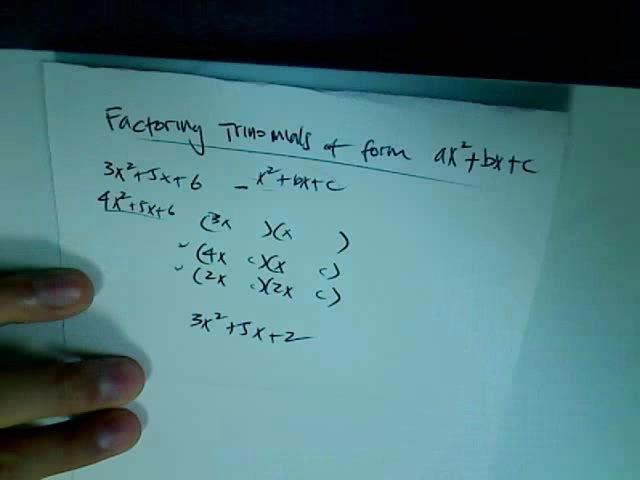 Factoring Trinomials of form ax²+bx+c
3x²+5x+6 – x²+bx+c
4x²+5x+6
(3x )(x )
(4x c)(x c)
(2x c)(2x c)
3x²+5x+2